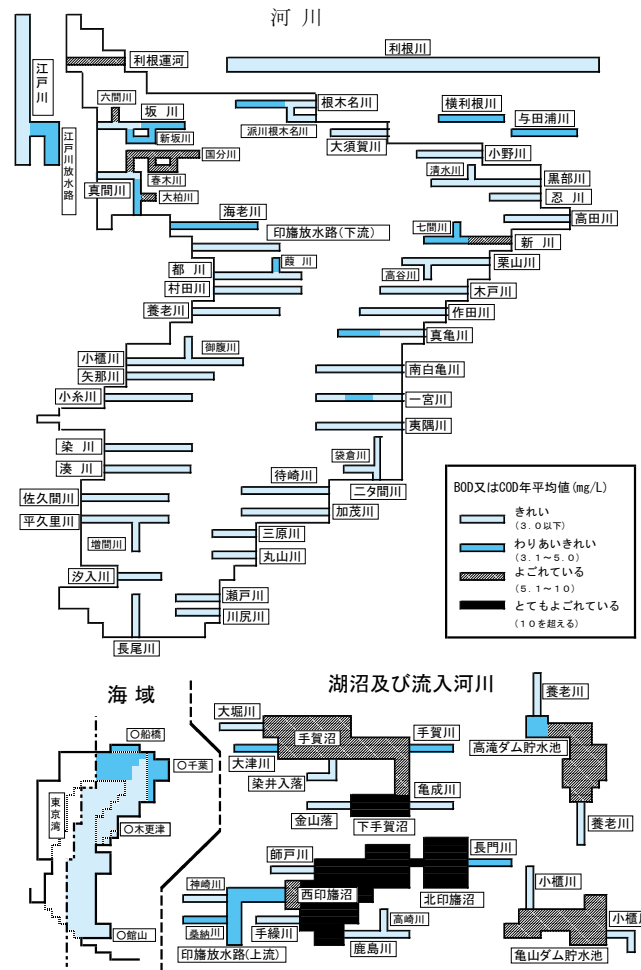 河 川
利根川
利根運河
江戸川
六間川
坂 川
根木名川
横利根川
新坂川
派川根木名川
与田浦川
大須賀川
江戸川放水路
国分川
小野川
春木川
清水川
黒部川
真間川
大柏川
忍 川
海老川
高田川
七間川
印旛放水路(下流)
新 川
都 川
葭 川
栗山川
高谷川
村田川
木戸川
養老川
作田川
真亀川
御腹川
小櫃川
南白亀川
矢那川
小糸川
一宮川
夷隅川
染 川
袋倉川
湊 川
待崎川
二タ間川
佐久間川
加茂川
平久里川
三原川
増間川
丸山川
汐入川
瀬戸川
川尻川
長尾川
BOD又はCOD年平均値(mg/L)
きれい
(3.0以下)
わりあいきれい
(3.1～5.0)
よごれている
(5.1～10)
とてもよごれている
(10を超える)
海 域
○船橋
○千葉
東京湾
○木更津
○館山
湖沼及び流入河川
大堀川
手賀沼
手賀川
大津川
染井入落
亀成川
金山落
下手賀沼
養老川
高滝ダム貯水池
養老川
師戸川
長門川
神崎川
西印旛沼
北印旛沼
桑納川
手繰川
高崎川
印旛放水路(上流)
鹿島川
小櫃川
小櫃川
亀山ダム貯水池